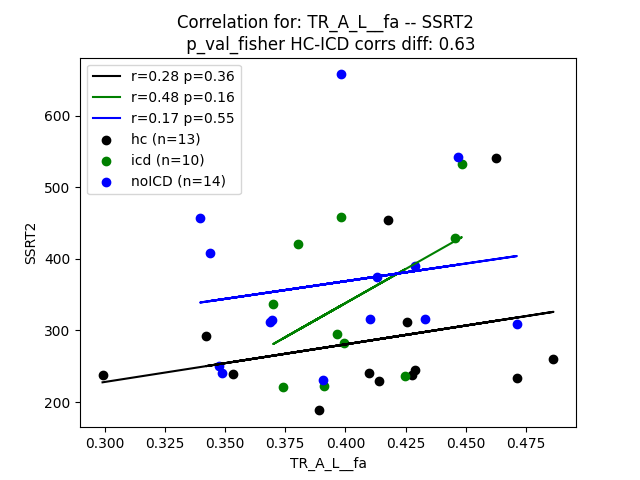 Correlation for: TR_A_L__fa -- SSRT2
p_val_fisher HC-ICD corrs diff: 0.63
r=0.28 p=0.36
r=0.48 p=0.16
r=0.17 p=0.55
hc (n=13)
icd (n=10)
noICD (n=14)
600
500
400
300
200
SSRT2
0.300 0.325 0.350 0.375 0.400 0.425 0.450 0.475
TR_A_L__fa